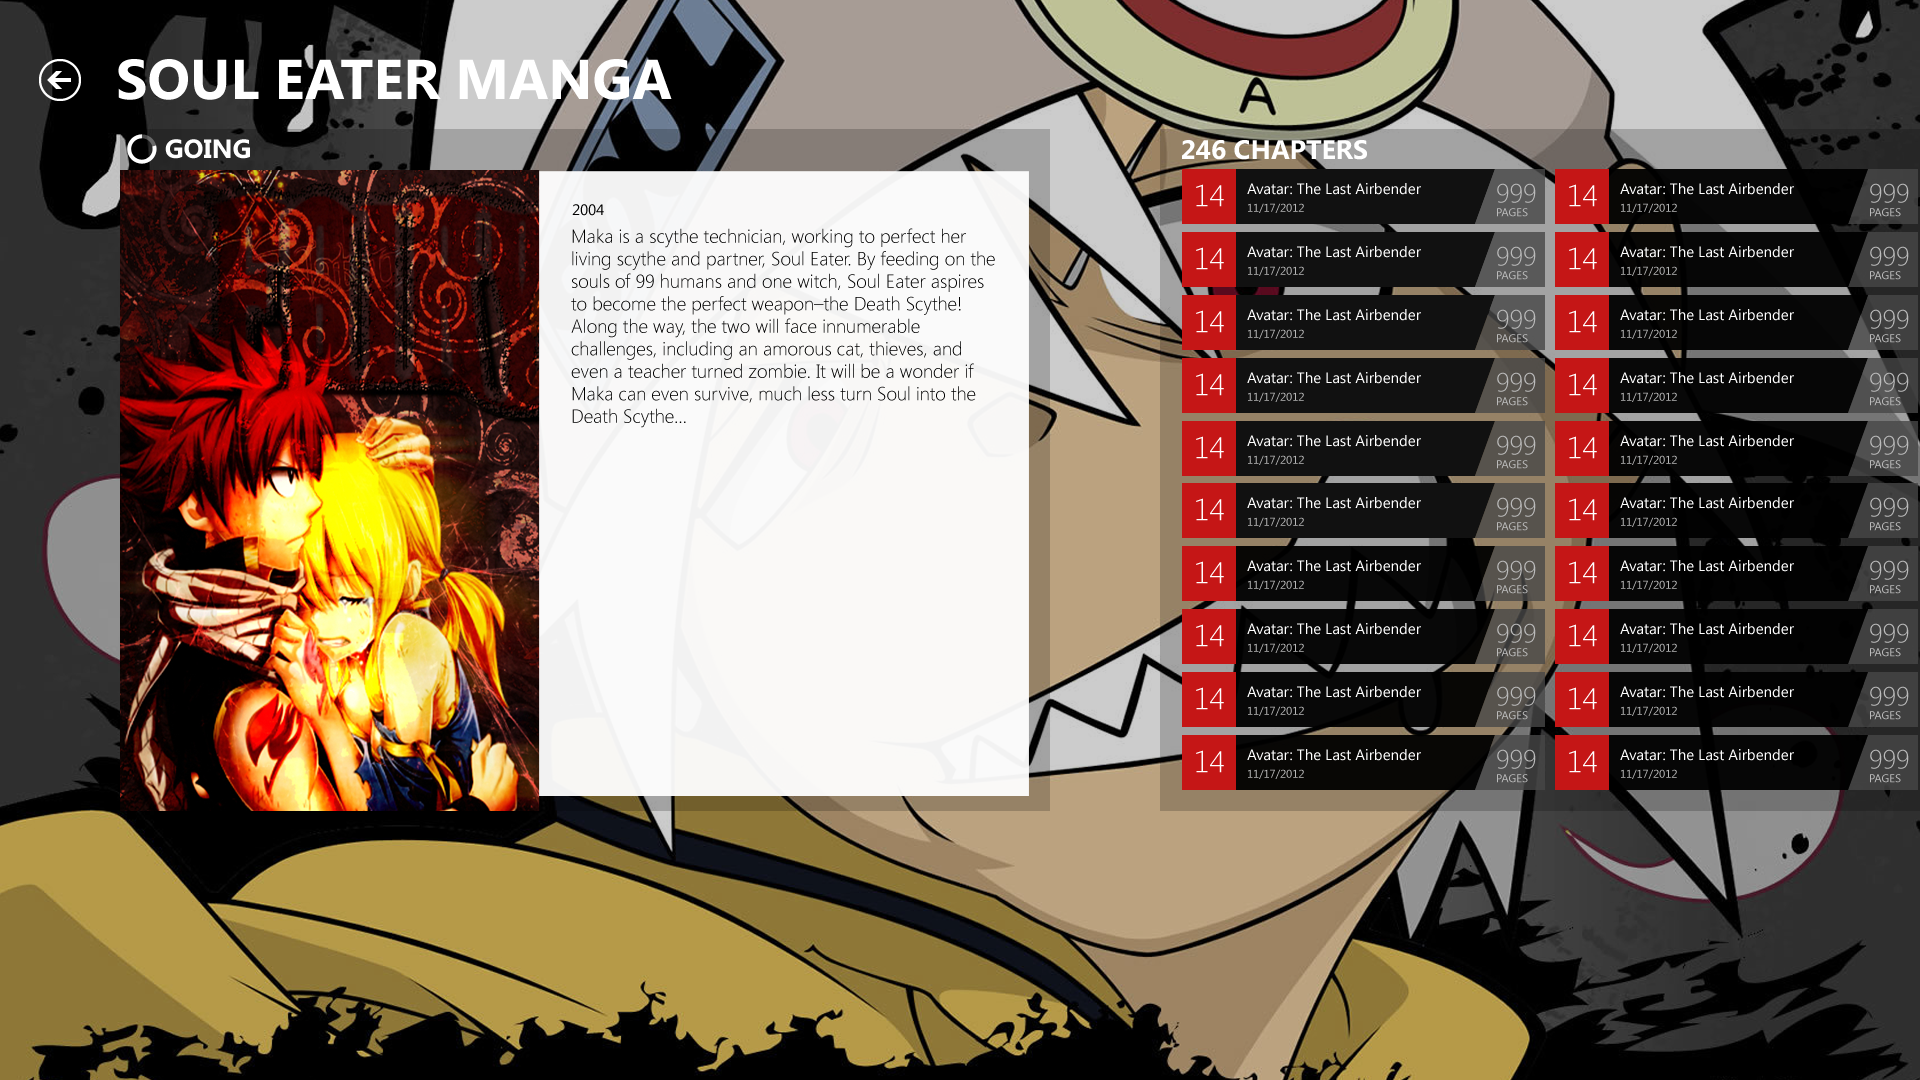 SOUL EATER MANGA
GOING
2004
Maka is a scythe technician, working to perfect her
living scythe and partner, Soul Eater. By feeding on the
souls of 99 humans and one witch, Soul Eater aspires
to become the perfect weapon—the Death Scythe!
Along the way, the two will face innumerable
challenges, including an amorous cat, thieves, and
even a teacher turned zombie. It will be a wonder if
Maka can even survive, much less turn Soul into the
Death Scythe...
A
246 CHAPTERS
14 Avatar: The Last Airbender 999
11/17/2012 PAGES
14 Avatar: The Last Airbender 999
11/17/2012 PAGES
14 Avatar: The Last Airbender 999
11/17/2012 PAGES
14 Avatar: The Last Airbender 999
11/17/2012 PAGES
14 Avatar: The Last Airbender 999
11/17/2012 PAGES
14 Avatar: The Last Airbender 999
11/17/2012 PAGES
14 Avatar: The Last Airbender 999
11/17/2012 PAGES
14 Avatar: The Last Airbender 999
11/17/2012 PAGES
14 Avatar: The Last Airbender 999
11/17/2012 PAGES
14 Avatar: The Last Airbender 999
11/17/2012 PAGES
14 Avatar: The Last Airbender 999
11/17/2012 PAGES
14 Avatar: The Last Airbender 999
11/17/2012 PAGES
14 Avatar: The Last Airbender 999
11/17/2012 PAGES
14 Avatar: The Last Airbender 999
11/17/2012 PAGES
14 Avatar: The Last Airbender 999
11/17/2012 PAGES
14 Avatar: The Last Airbender 999
11/17/2012 PAGES
14 Avatar: The Last Airbender 999
11/17/2012 PAGES
14 Avatar: The Last Airbender 999
11/17/2012 PAGES
14 Avatar: The Last Airbender 999
11/17/2012 PAGES
14 Avatar: The Last Airbender 999
11/17/2012 PAGES